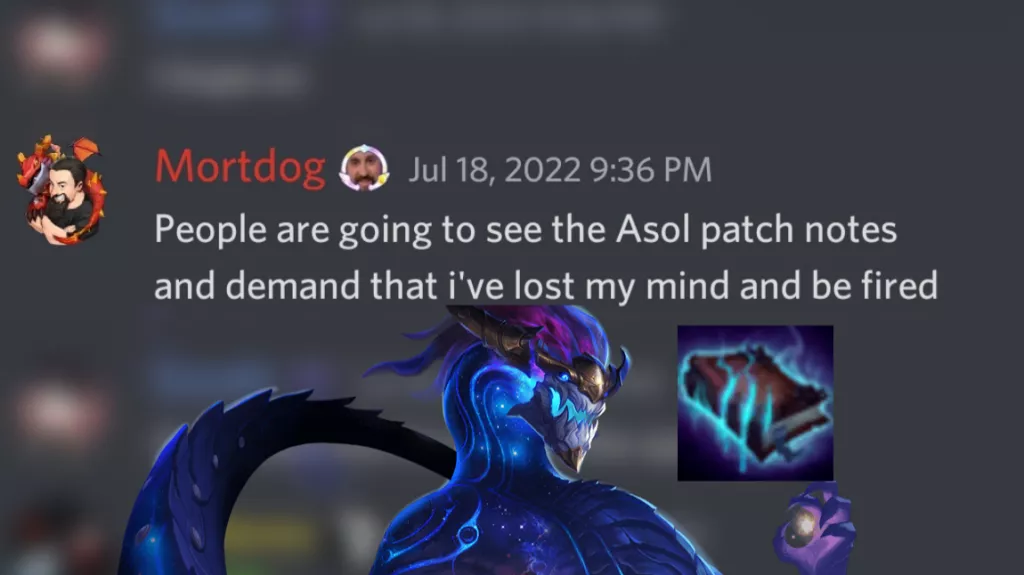 Mortdog Jul 18, 2022 9:36 PM
People are going to see the Asol patch notes
and demand that i've lost my mind and be fired